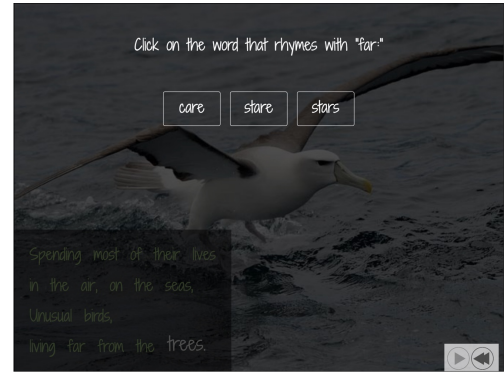 Click on the word that rhymes with "far:"
care stare stars
Spending most of their lives
in the air, on the seas,
Unusual birds,
living far from the trees.